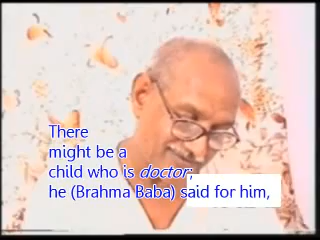 There
might be a
child who is doctor;
he (Brahma Baba) said for him,